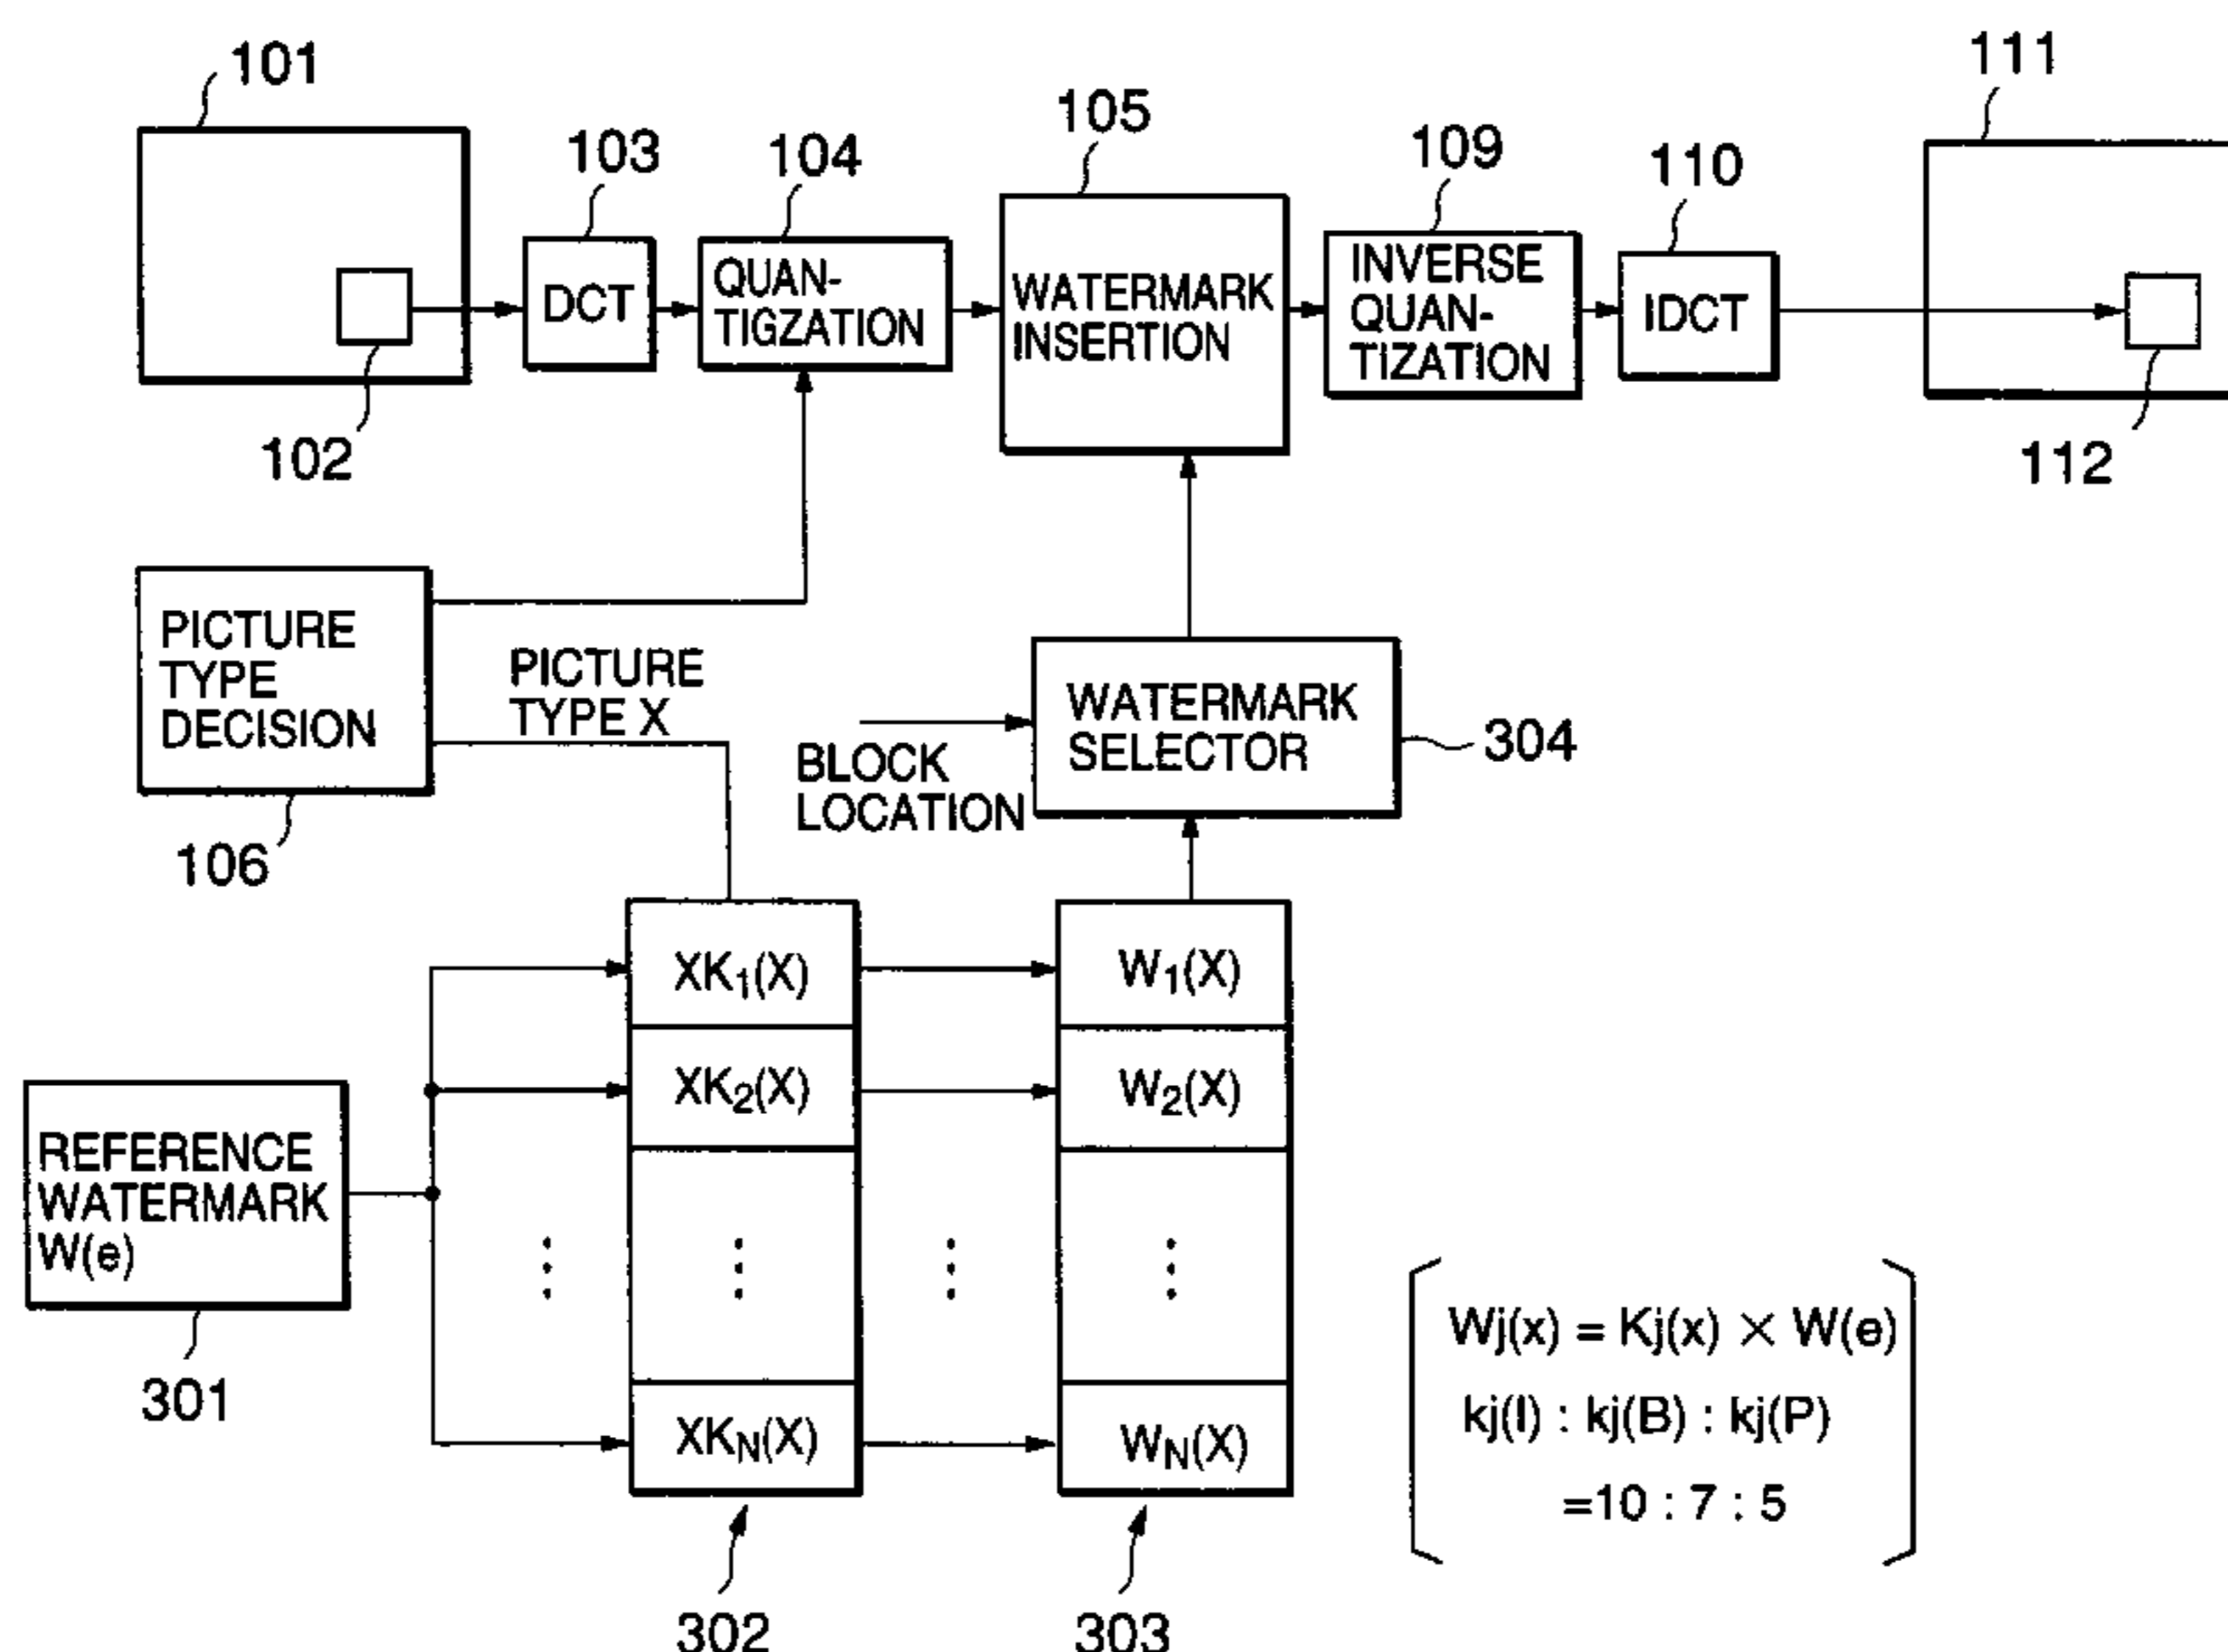 101
111
105
103
104
109
110
DCT
QUAN-
TIGZATION
WATERMARK
INSERTION
INVERSE
QUAN-
TIZATION
IDCT
102
112
PICTURE
TYPE
DECISION
PICTURE
TYPE X
BLOCK
LOCATION
WATERMARK
SELECTOR
304
106
XK₁(X)
W₁(X)
XK₂(X)
W₂(X)
REFERENCE
WATERMARK
W(e)
301
XKN(X)
WN(X)
Wj(x) = Kj(x) × W(e)
kj(I) : kj(B) : kj(P)
=10 : 7 : 5
302
303